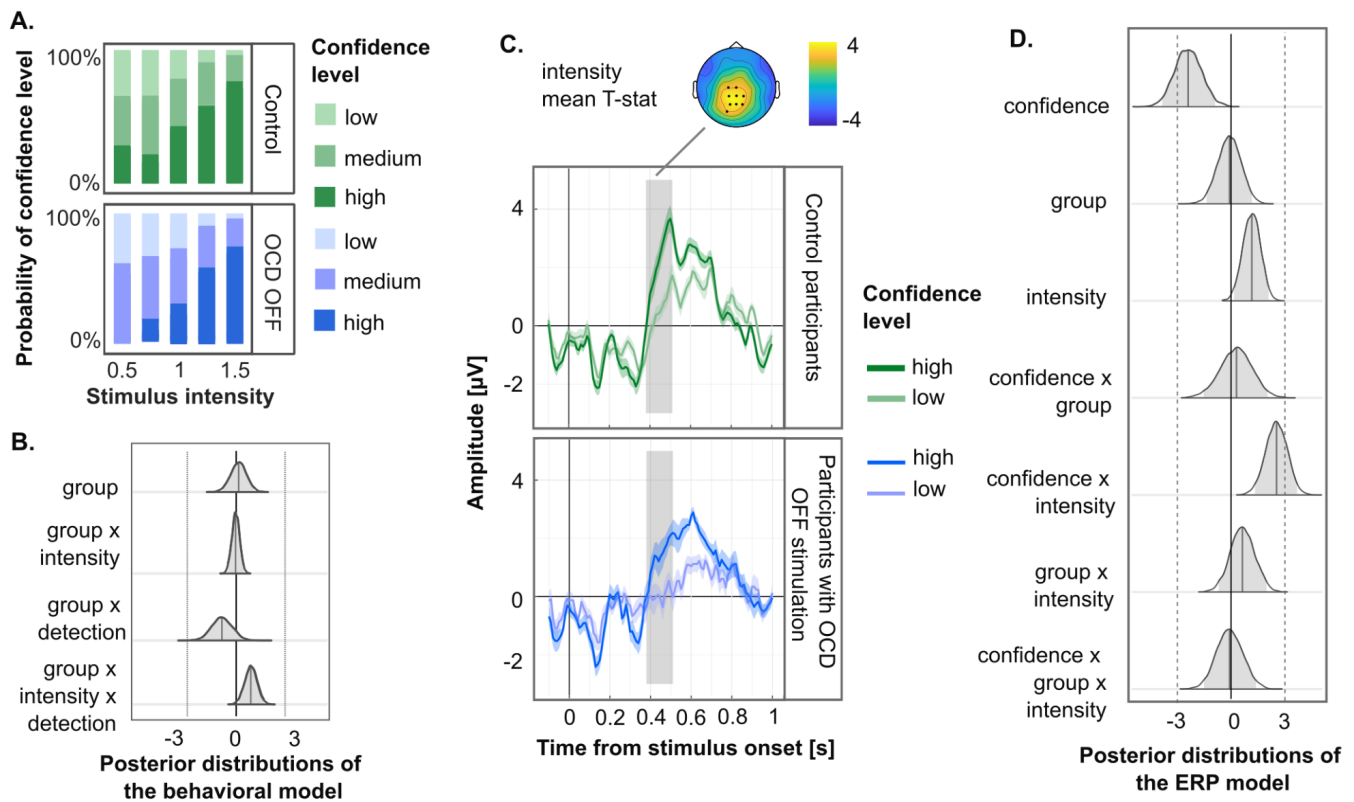 A.
Probability of confidence level
100%
0%
Control
100%
0%
OCD OFF
0.5
1
1.5
Stimulus intensity
Confidence
level
low
medium
high
low
medium
high
B.
group
group x
intensity
group x
detection
group x
intensity x
detection
-3
0
3
Posterior distributions of
the behavioral model
C.
intensity
mean T-stat
4
-4
Amplitude [µV]
4
0
-2
Control participants
4
0
-2
Participants with OCD
OFF stimulation
0
0.2
0.4
0.6
0.8
1
Time from stimulus onset [s]
Confidence
level
high
low
high
low
D.
confidence
group
intensity
confidence x
group
confidence x
intensity
group x
intensity
confidence x
group x
intensity
-3
0
3
Posterior distributions of
the ERP model